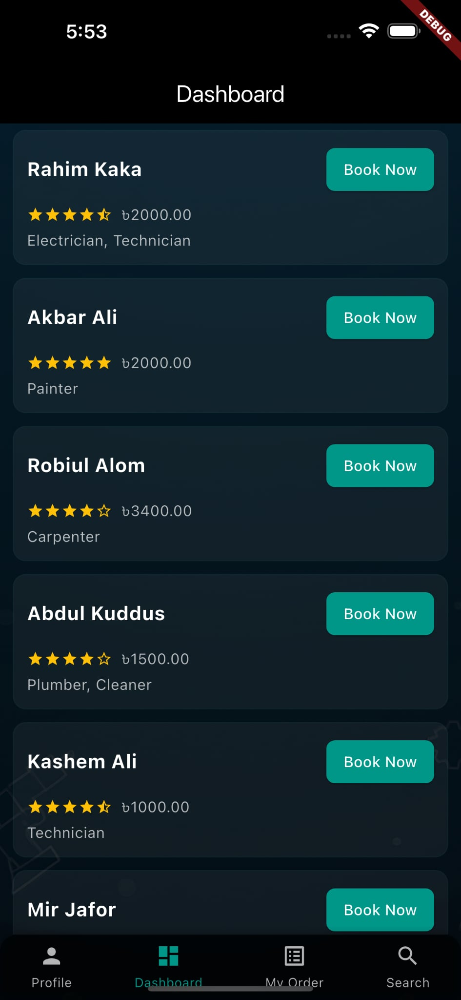 5:53
DEBUG
Dashboard
Rahim Kaka
Book Now
৳2000.00
Electrician, Technician
Akbar Ali
Book Now
৳2000.00
Painter
Robiul Alom
Book Now
৳3400.00
Carpenter
Abdul Kuddus
Book Now
৳1500.00
Plumber, Cleaner
Kashem Ali
Book Now
৳1000.00
Technician
Mir Jafor
Book Now
Profile
Dashboard
My Order
Search